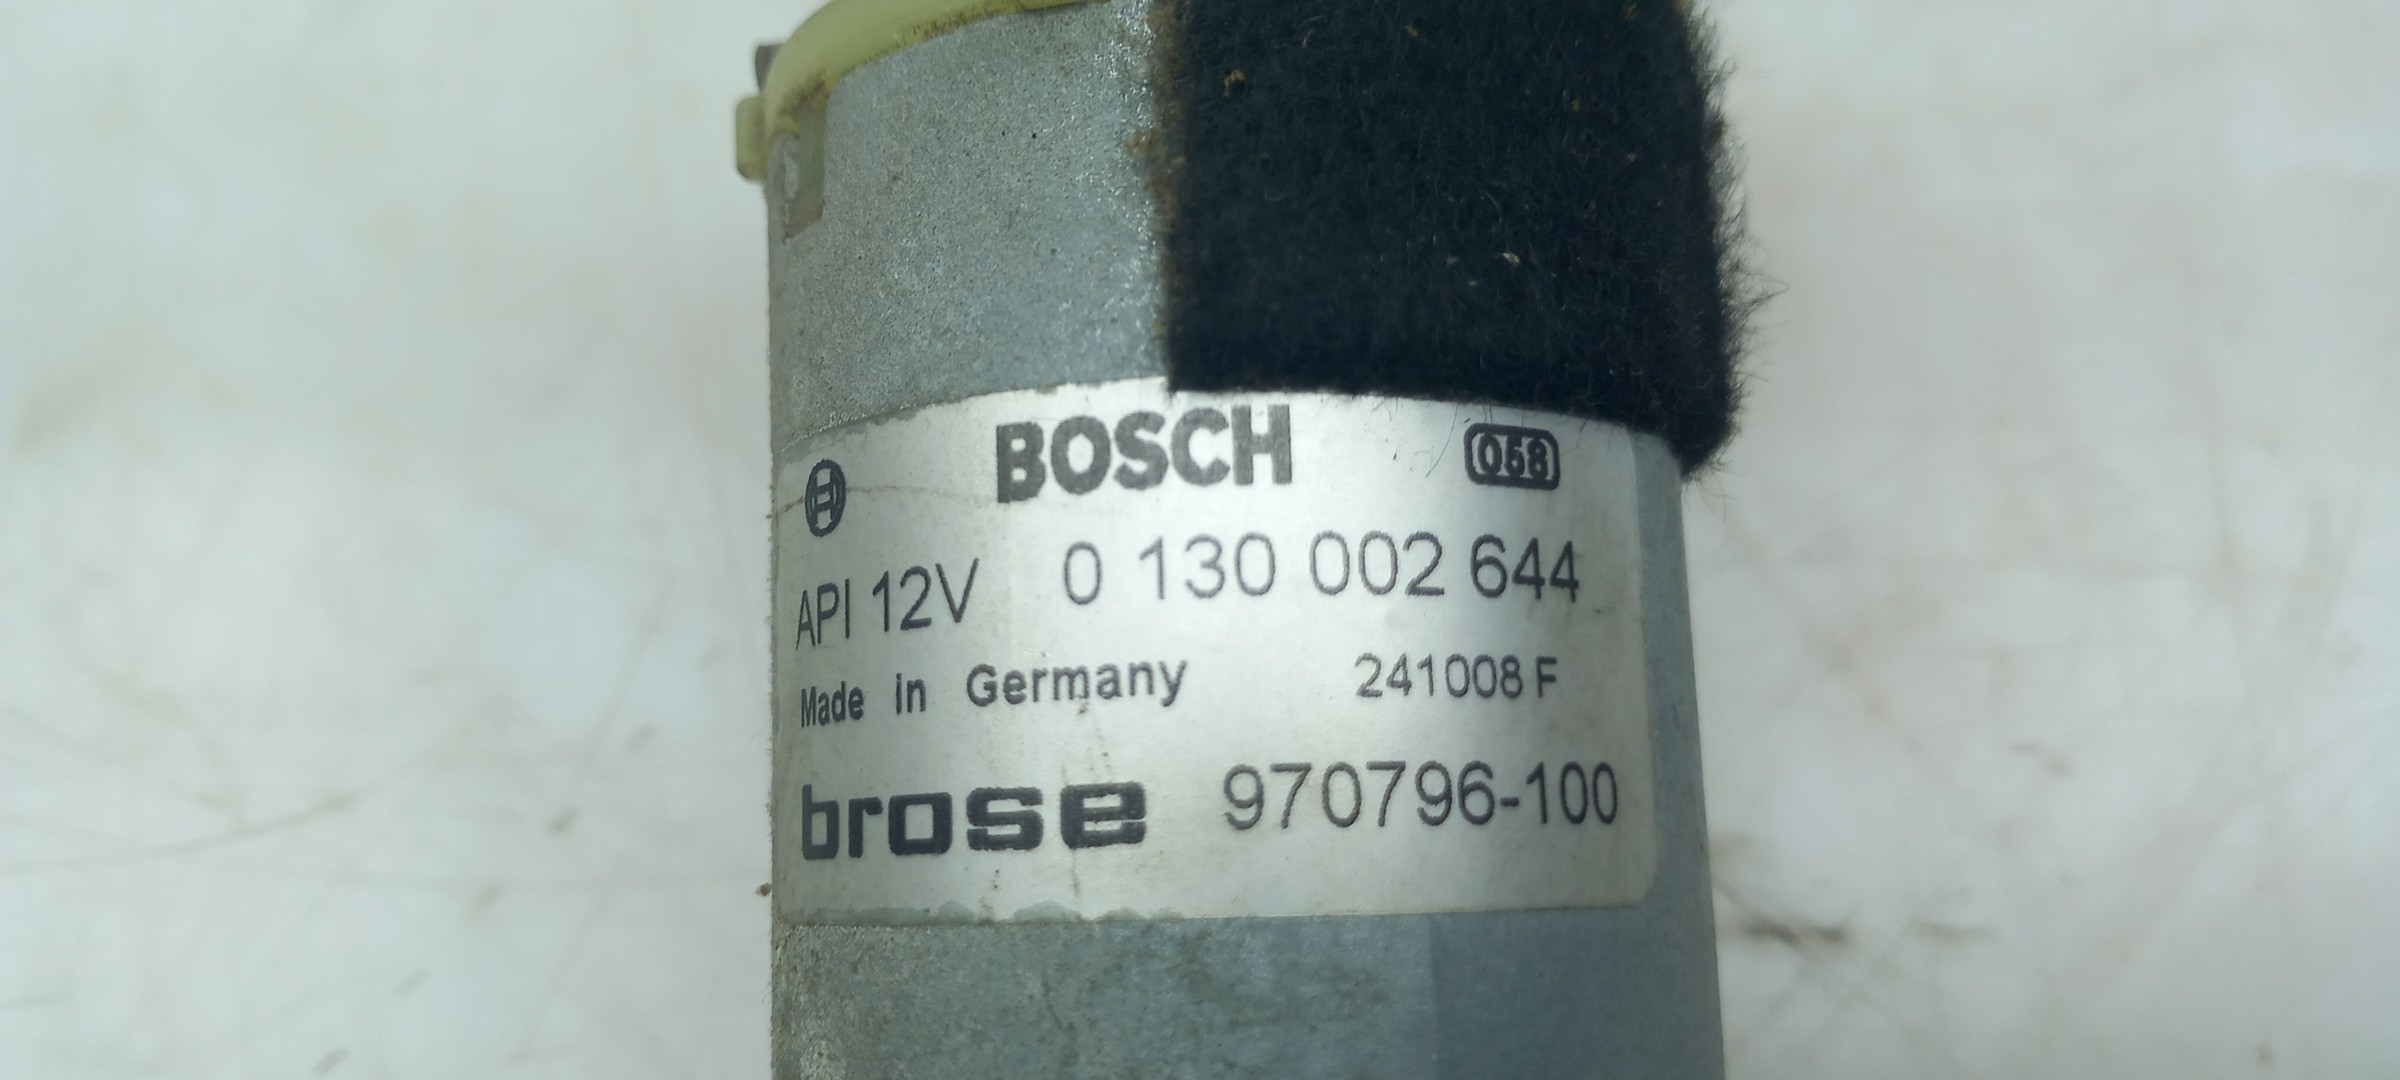 BOSCH 058
API 12V 0 130 002 644
Made in Germany 241008 F
brose 970796-100